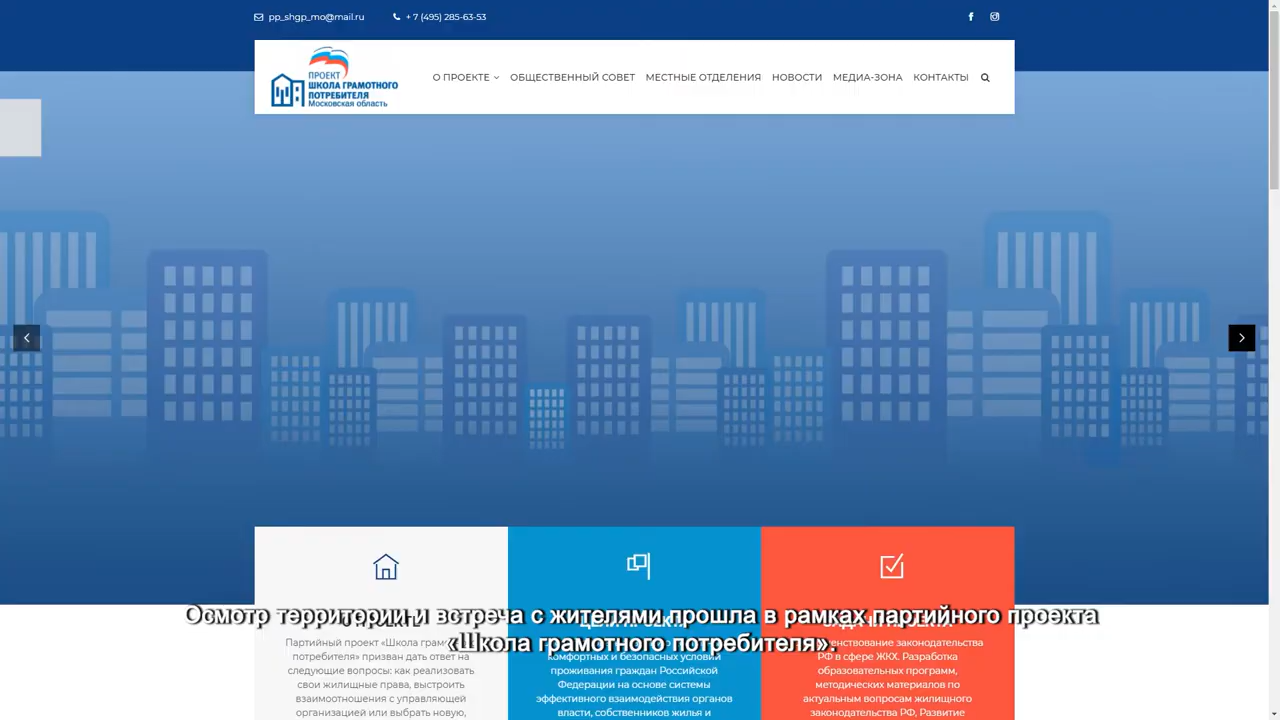 pp_shgp_mo@mail.ru
+ 7 (495) 285-63-53
ПРОЕКТ
ШКОЛА ГРАМОТНОГО
ПОТРЕБИТЕЛЯ
Московская область
О ПРОЕКТЕ
ОБЩЕСТВЕННЫЙ СОВЕТ
МЕСТНЫЕ ОТДЕЛЕНИЯ
НОВОСТИ
МЕДИА-ЗОНА
КОНТАКТЫ
Осмотр территории и встреча с жителями прошла в рамках партийного проекта
«Школа грамотного потребителя».
Партийный проект «Школа
потребителя» призван дать ответ на
следующие вопросы: как реализовать
свои жилищные права, выстроить
взаимоотношения с управляющей
организацией или выбрать новую,
комфортных и безопасных условий
проживания граждан Российской
Федерации на основе системы
эффективного взаимодействия органов
власти, собственников жилья и
законодательства
РФ в сфере ЖКХ. Разработка
образовательных программ,
методических материалов по
актуальным вопросам жилищного
законодательства РФ, Развитие